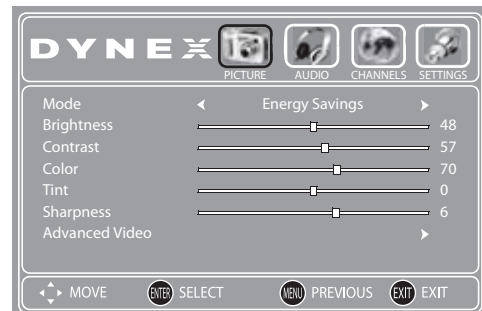 DYNEX
PICTURE AUDIO CHANNELS SETTINGS
Mode Energy Savings
Brightness 48
Contrast 57
Color 70
Tint 0
Sharpness 6
Advanced Video
MOVE ENTER SELECT MENU PREVIOUS EXIT EXIT